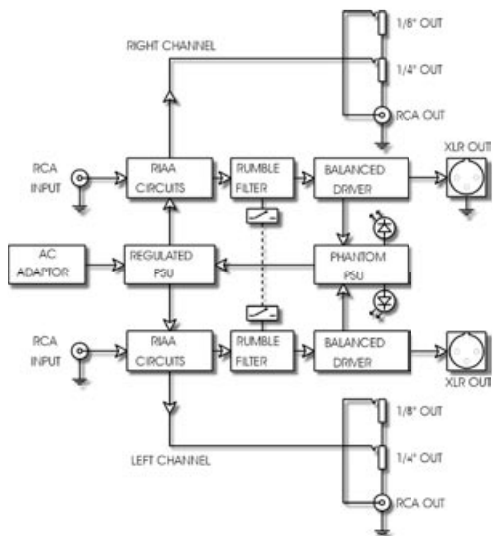 1/8" OUT
RIGHT CHANNEL
1/4" OUT
RCA OUT
XLR OUT
RCA
INPUT
RIAA
CIRCUITS
RUMBLE
FILTER
BALANCED
DRIVER
AC
ADAPTOR
REGULATED
PSU
PHANTOM
PSU
RCA
INPUT
RIAA
CIRCUITS
RUMBLE
FILTER
BALANCED
DRIVER
XLR OUT
1/8" OUT
LEFT CHANNEL
1/4" OUT
RCA OUT